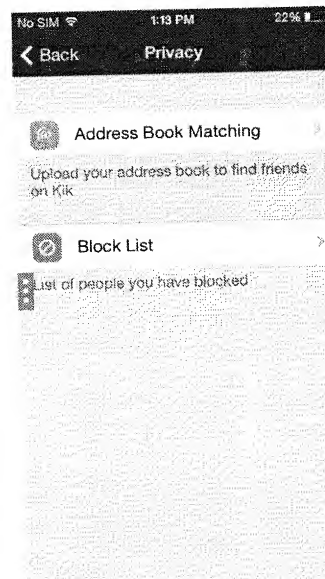 No SIM 1:13 PM 22%
Back Privacy
Address Book Matching
Upload your address book to find friends
on Kik
Block List
List of people you have blocked